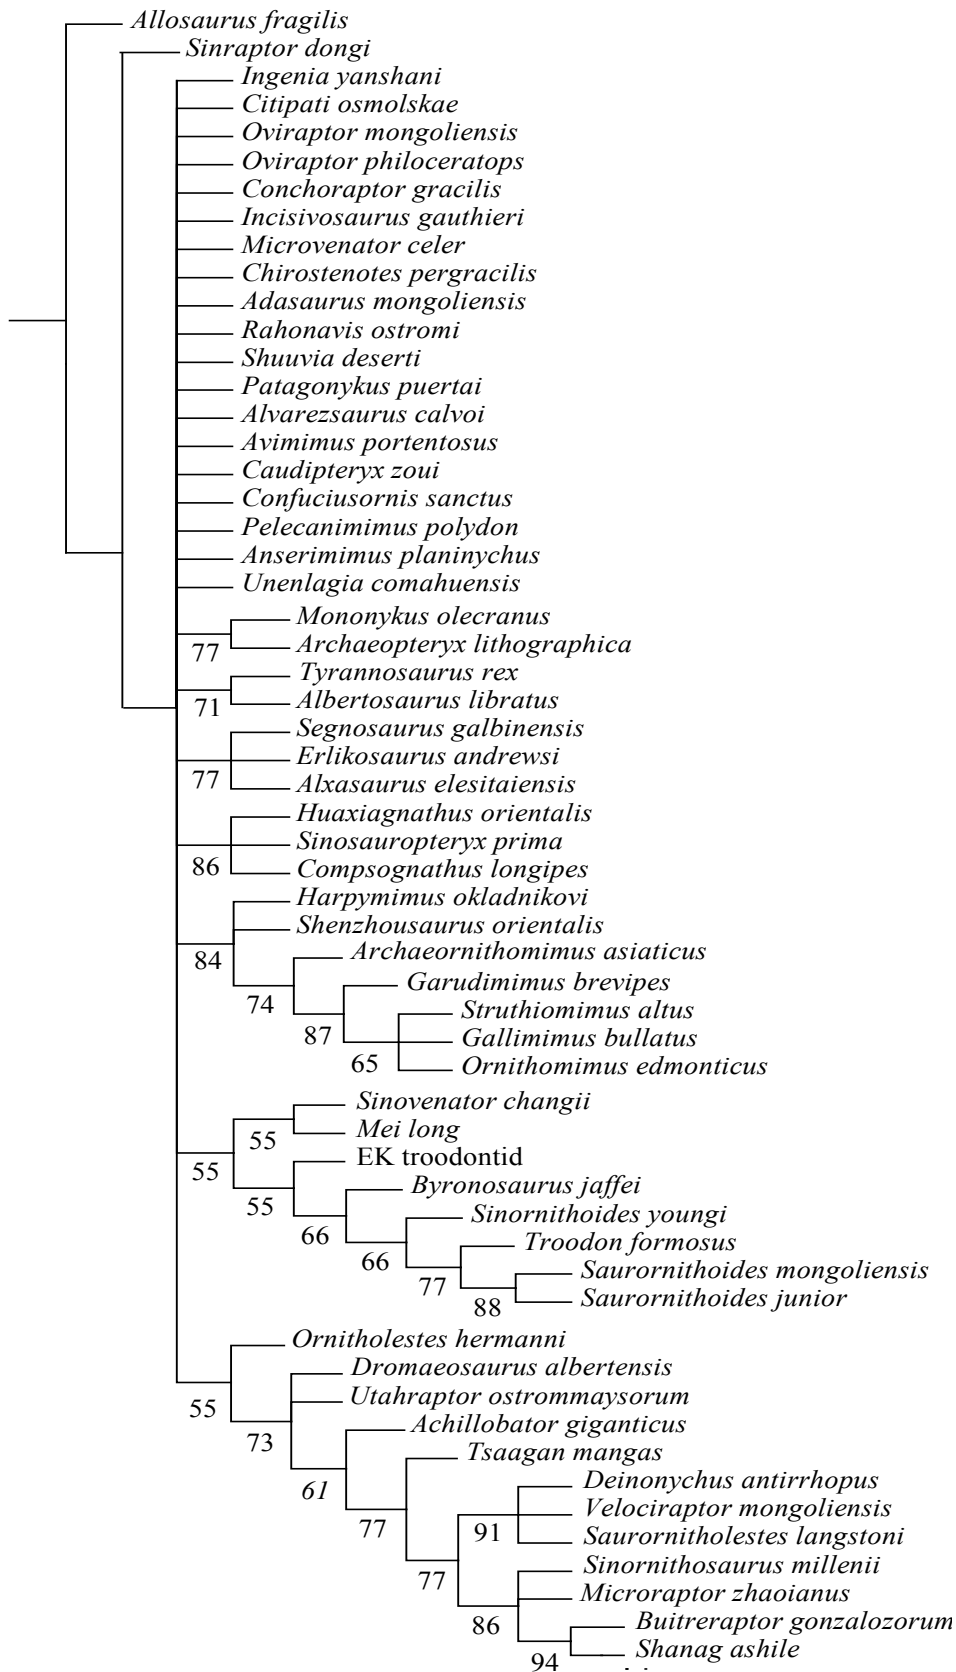 Allosaurus fragilis
Sinraptor dongi
Ingenia yanshani
Citipati osmolskae
Oviraptor mongoliensis
Oviraptor philoceratops
Conchoraptor gracilis
Incisivosaurus gauthieri
Microvenator celer
Chirostenotes pergracilis
Adasaurus mongoliensis
Rahonavis ostromi
Shuuvia deserti
Patagonykus puertai
Alvarezsaurus calvoi
Avimimus portentosus
Caudipteryx zoui
Confuciusornis sanctus
Pelecanimimus polydon
Anserimimus planinychus
Unenlagia comahuensis
Mononykus olecranus
77
Archaeopteryx lithographica
Tyrannosaurus rex
71
Albertosaurus libratus
Segnosaurus galbinensis
Erlikosaurus andrewsi
77
Alxasaurus elesitaiensis
Huaxiagnathus orientalis
Sinosauropteryx prima
86
Compsognathus longipes
Harpymimus okladnikovi
Shenzhousaurus orientalis
84
Archaeornithomimus asiaticus
74
Garudimimus brevipes
87
Struthiomimus altus
Gallimimus bullatus
65
Ornithomimus edmonticus
Sinovenator changii
55
Mei long
55
EK troodontid
55
Byronosaurus jaffei
66
Sinornithoides youngi
66
Troodon formosus
77
Saurornithoides mongoliensis
88
Saurornithoides junior
Ornitholestes hermanni
55
Dromaeosaurus albertensis
Utahraptor ostrommaysorum
73
Achillobator giganticus
61
Tsaagan mangas
77
Deinonychus antirrhopus
Velociraptor mongoliensis
91
Saurornitholestes langstoni
77
Sinornithosaurus millenii
Microraptor zhaoianus
86
Buitreraptor gonzalozorum
Shanag ashile
94